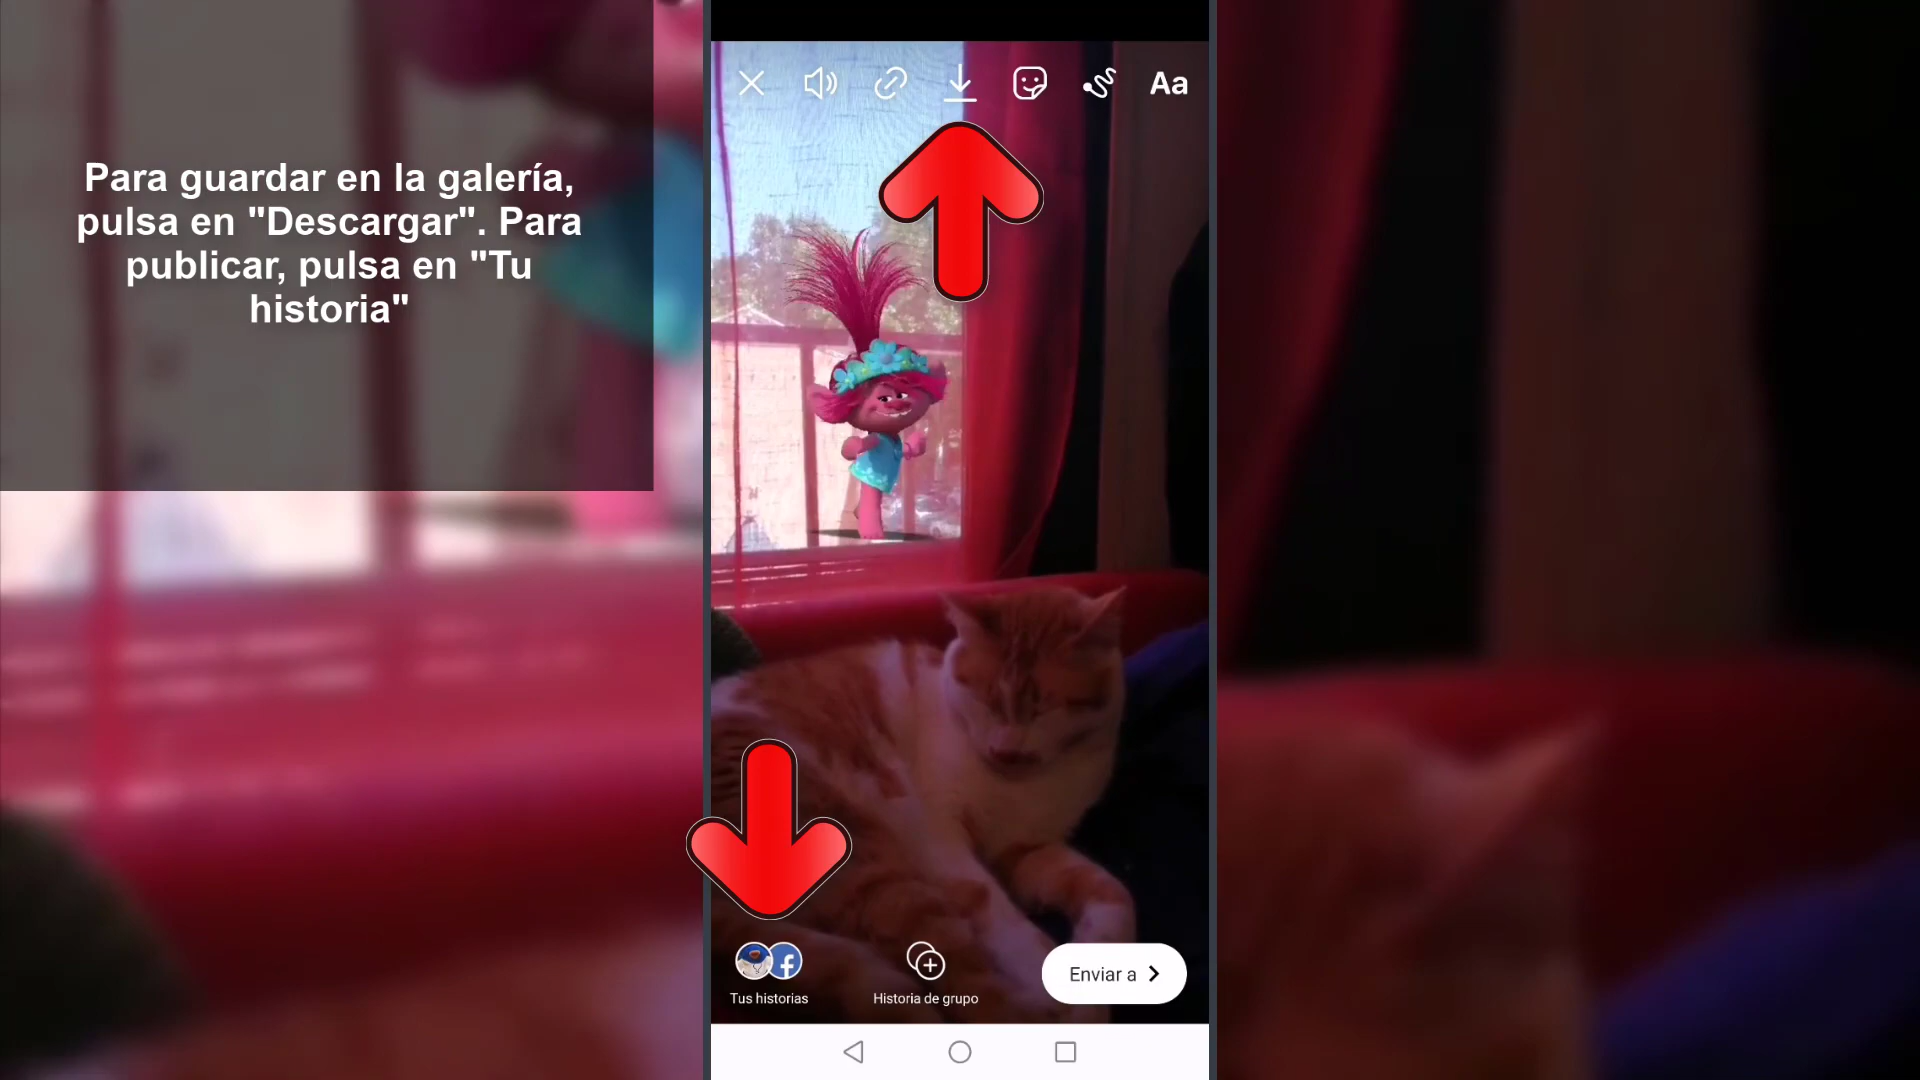 Para guardar en la galería,
pulsa en "Descargar". Para
publicar, pulsa en "Tu
historia"
Aa
Tus historias
Historia de grupo
Enviar a